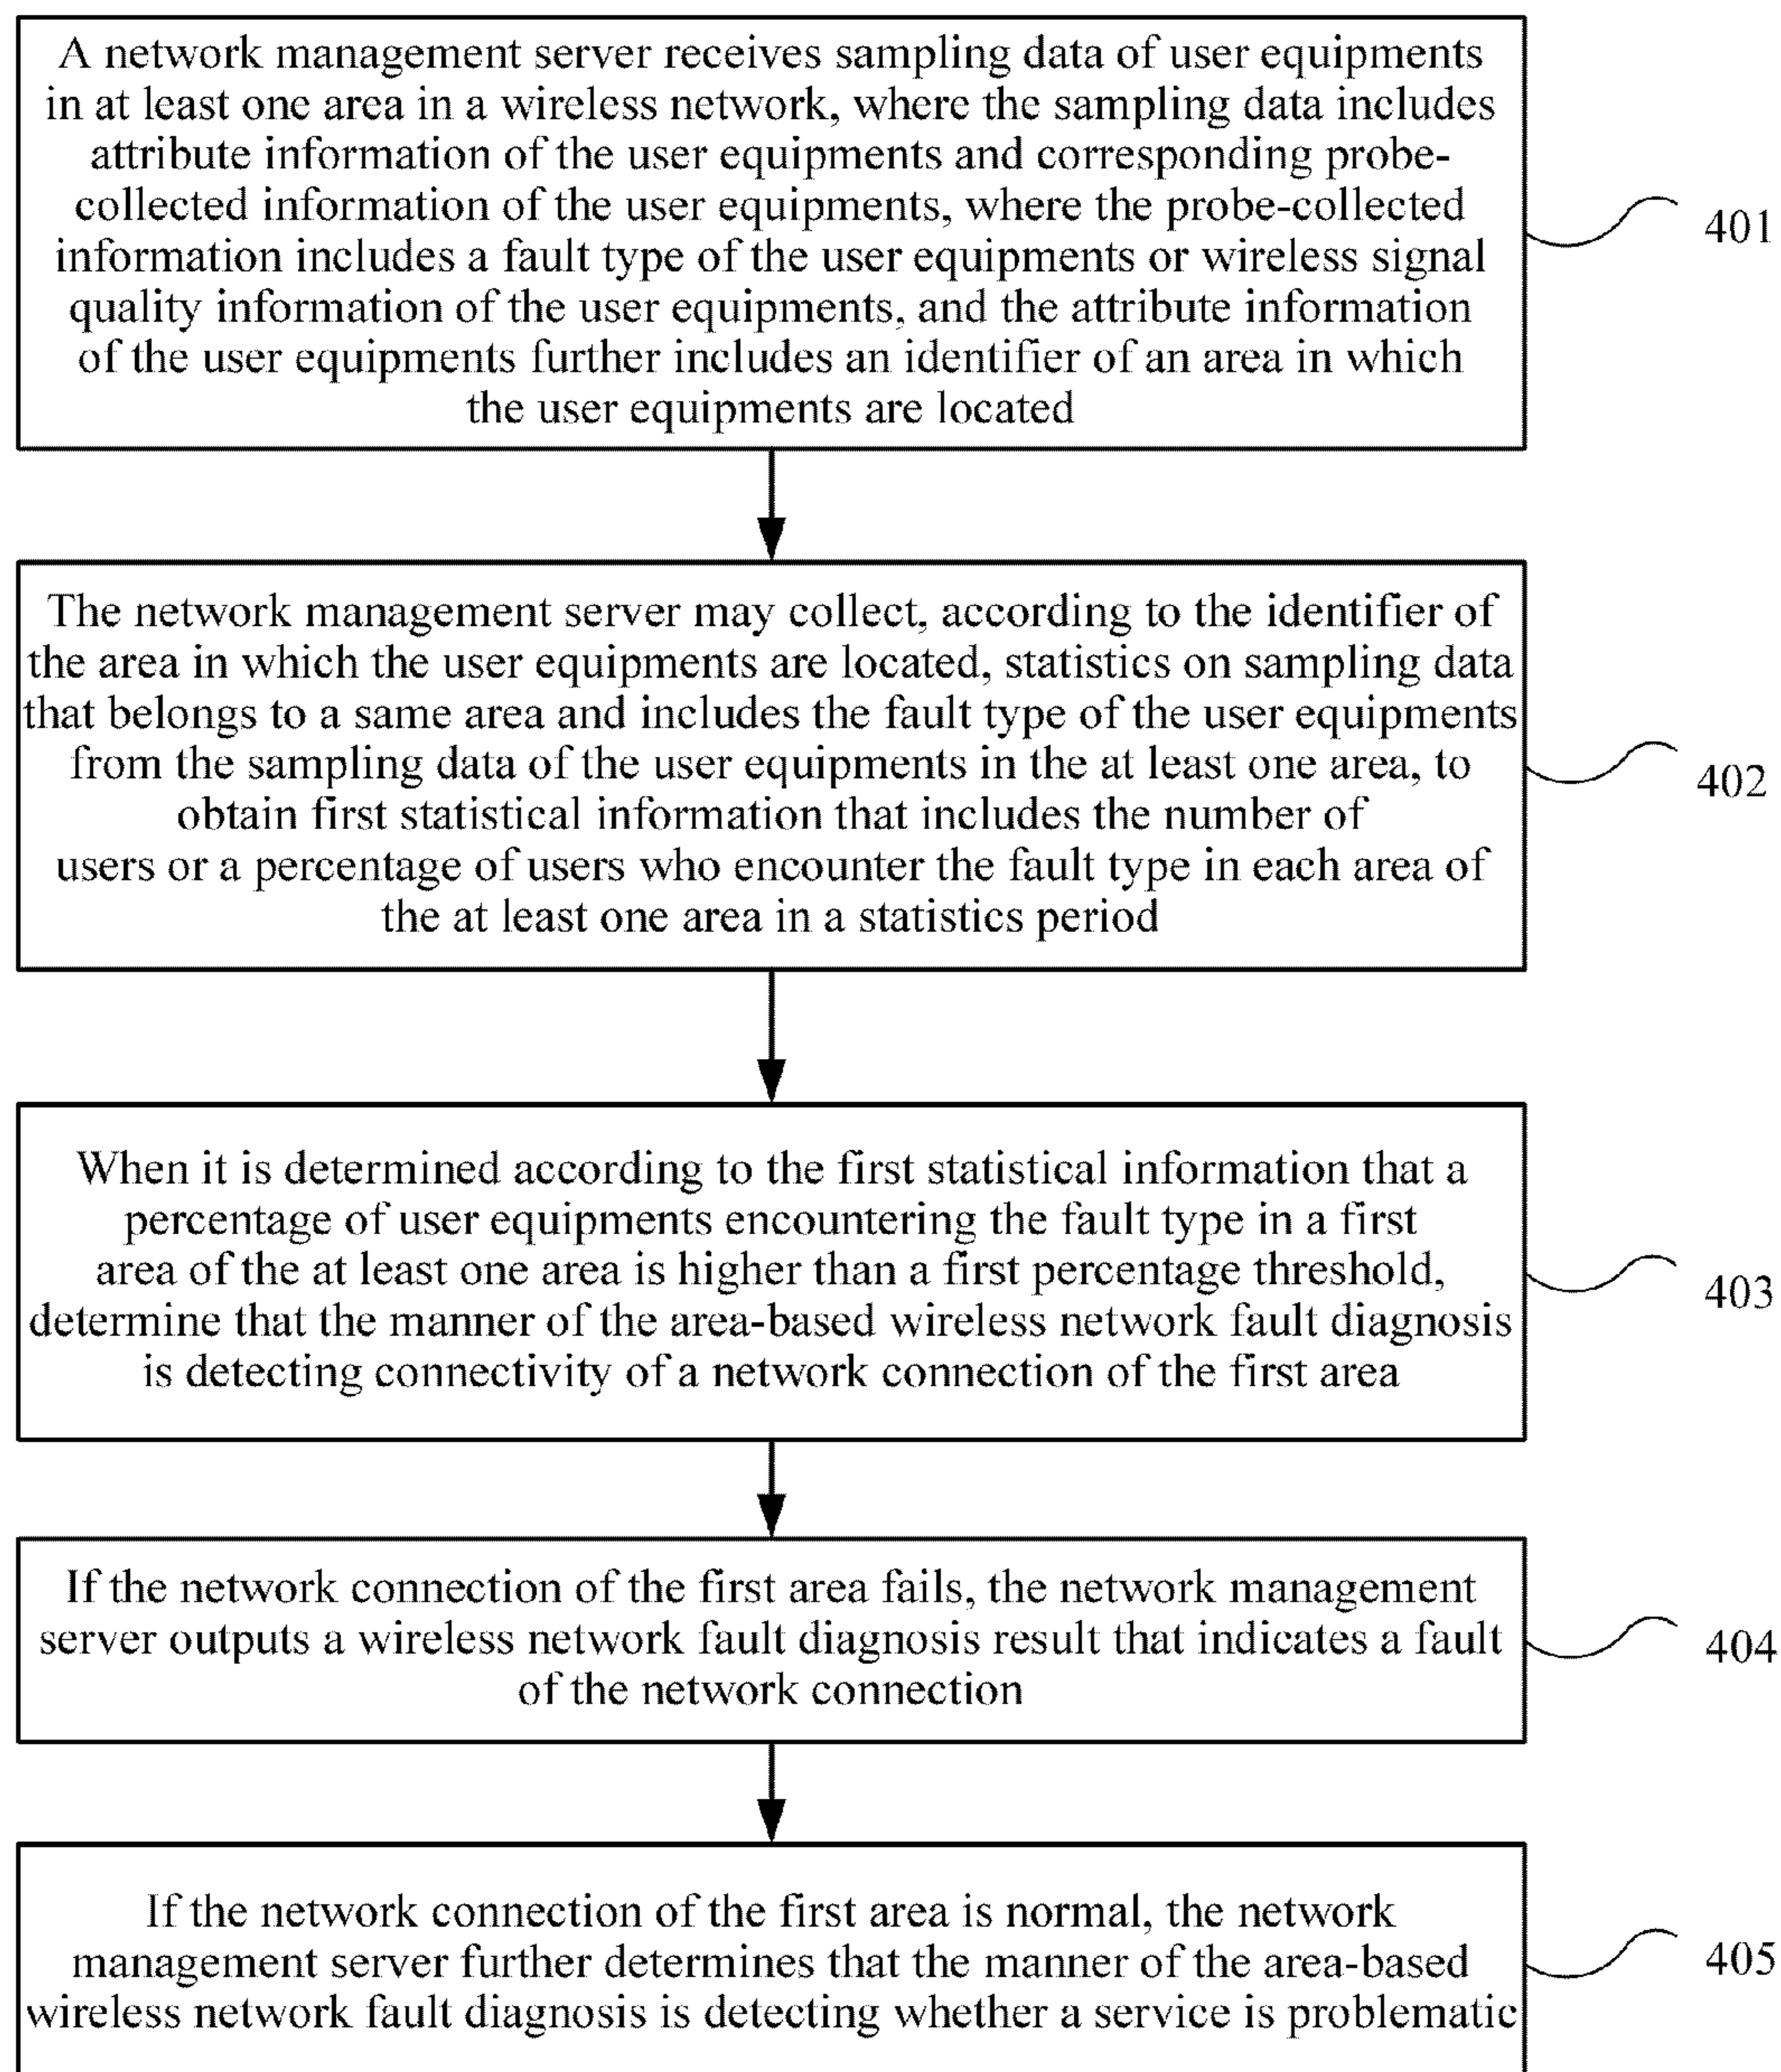 A network management server receives sampling data of user equipments
in at least one area in a wireless network, where the sampling data includes
attribute information of the user equipments and corresponding probe-
collected information of the user equipments, where the probe-collected
information includes a fault type of the user equipments or wireless signal
quality information of the user equipments, and the attribute information
of the user equipments further includes an identifier of an area in which
the user equipments are located
401
The network management server may collect, according to the identifier of
the area in which the user equipments are located, statistics on sampling data
that belongs to a same area and includes the fault type of the user equipments
from the sampling data of the user equipments in the at least one area, to
obtain first statistical information that includes the number of
users or a percentage of users who encounter the fault type in each area of
the at least one area in a statistics period
402
When it is determined according to the first statistical information that a
percentage of user equipments encountering the fault type in a first
area of the at least one area is higher than a first percentage threshold,
determine that the manner of the area-based wireless network fault diagnosis
is detecting connectivity of a network connection of the first area
403
If the network connection of the first area fails, the network management
server outputs a wireless network fault diagnosis result that indicates a fault
of the network connection
404
If the network connection of the first area is normal, the network
management server further determines that the manner of the area-based
wireless network fault diagnosis is detecting whether a service is problematic
405